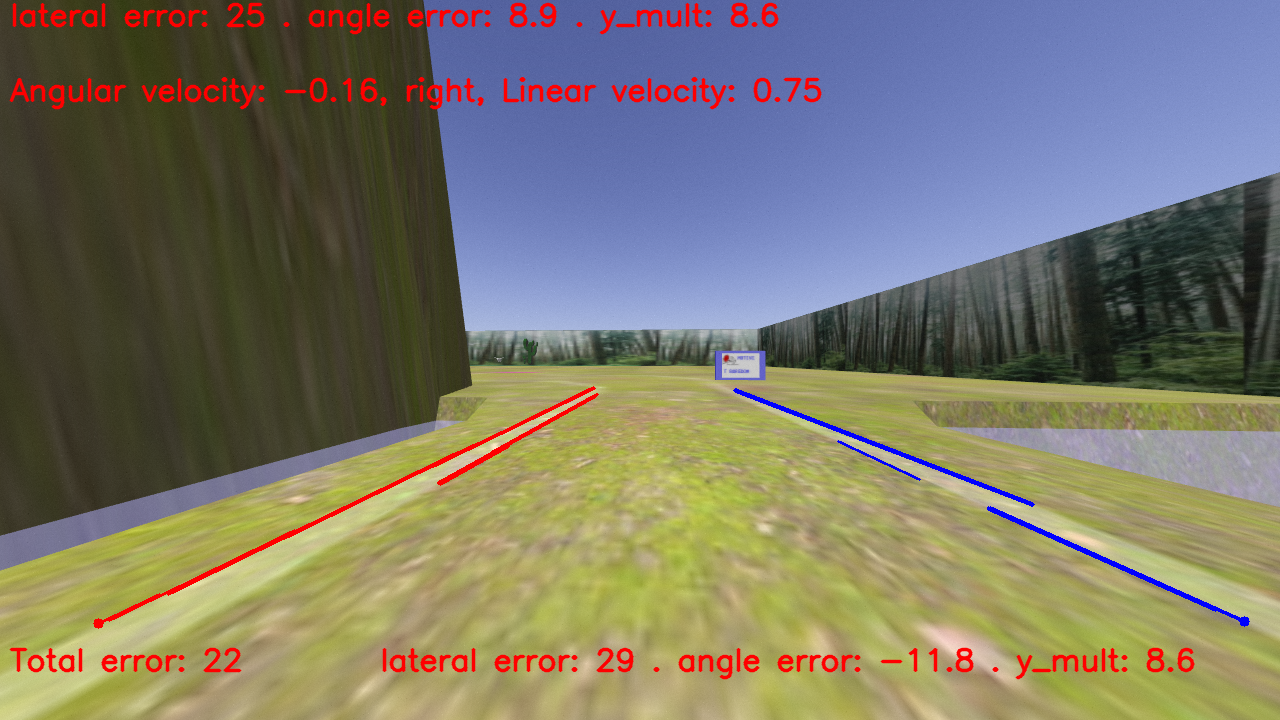 lateral error: 25 . angle error: 8.9 . y_mult: 8.6
Angular velocity: −0.16, right, Linear velocity: 0.75
Total error: 22 lateral error: 29 . angle error: −11.8 . y_mult: 8.6